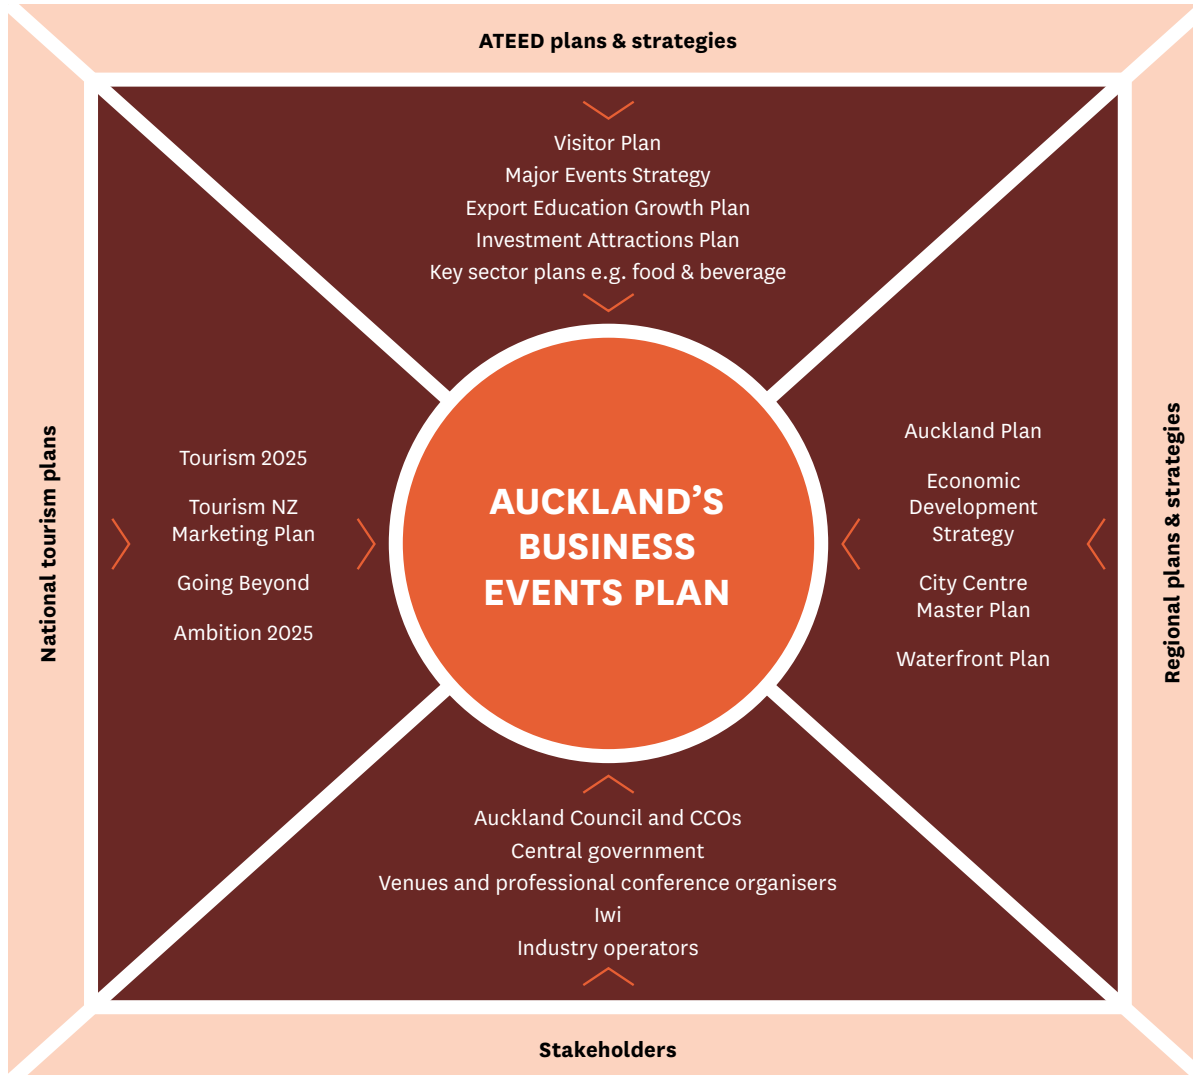 ATEED plans & strategies
Visitor Plan
Major Events Strategy
Export Education Growth Plan
Investment Attractions Plan
Key sector plans e.g. food & beverage
National tourism plans
Tourism 2025
Tourism NZ
Marketing Plan
Going Beyond
Ambition 2025
AUCKLAND’S
BUSINESS
EVENTS PLAN
Auckland Plan
Economic
Development
Strategy
City Centre
Master Plan
Waterfront Plan
Regional plans & strategies
Auckland Council and CCOs
Central government
Venues and professional conference organisers
Iwi
Industry operators
Stakeholders